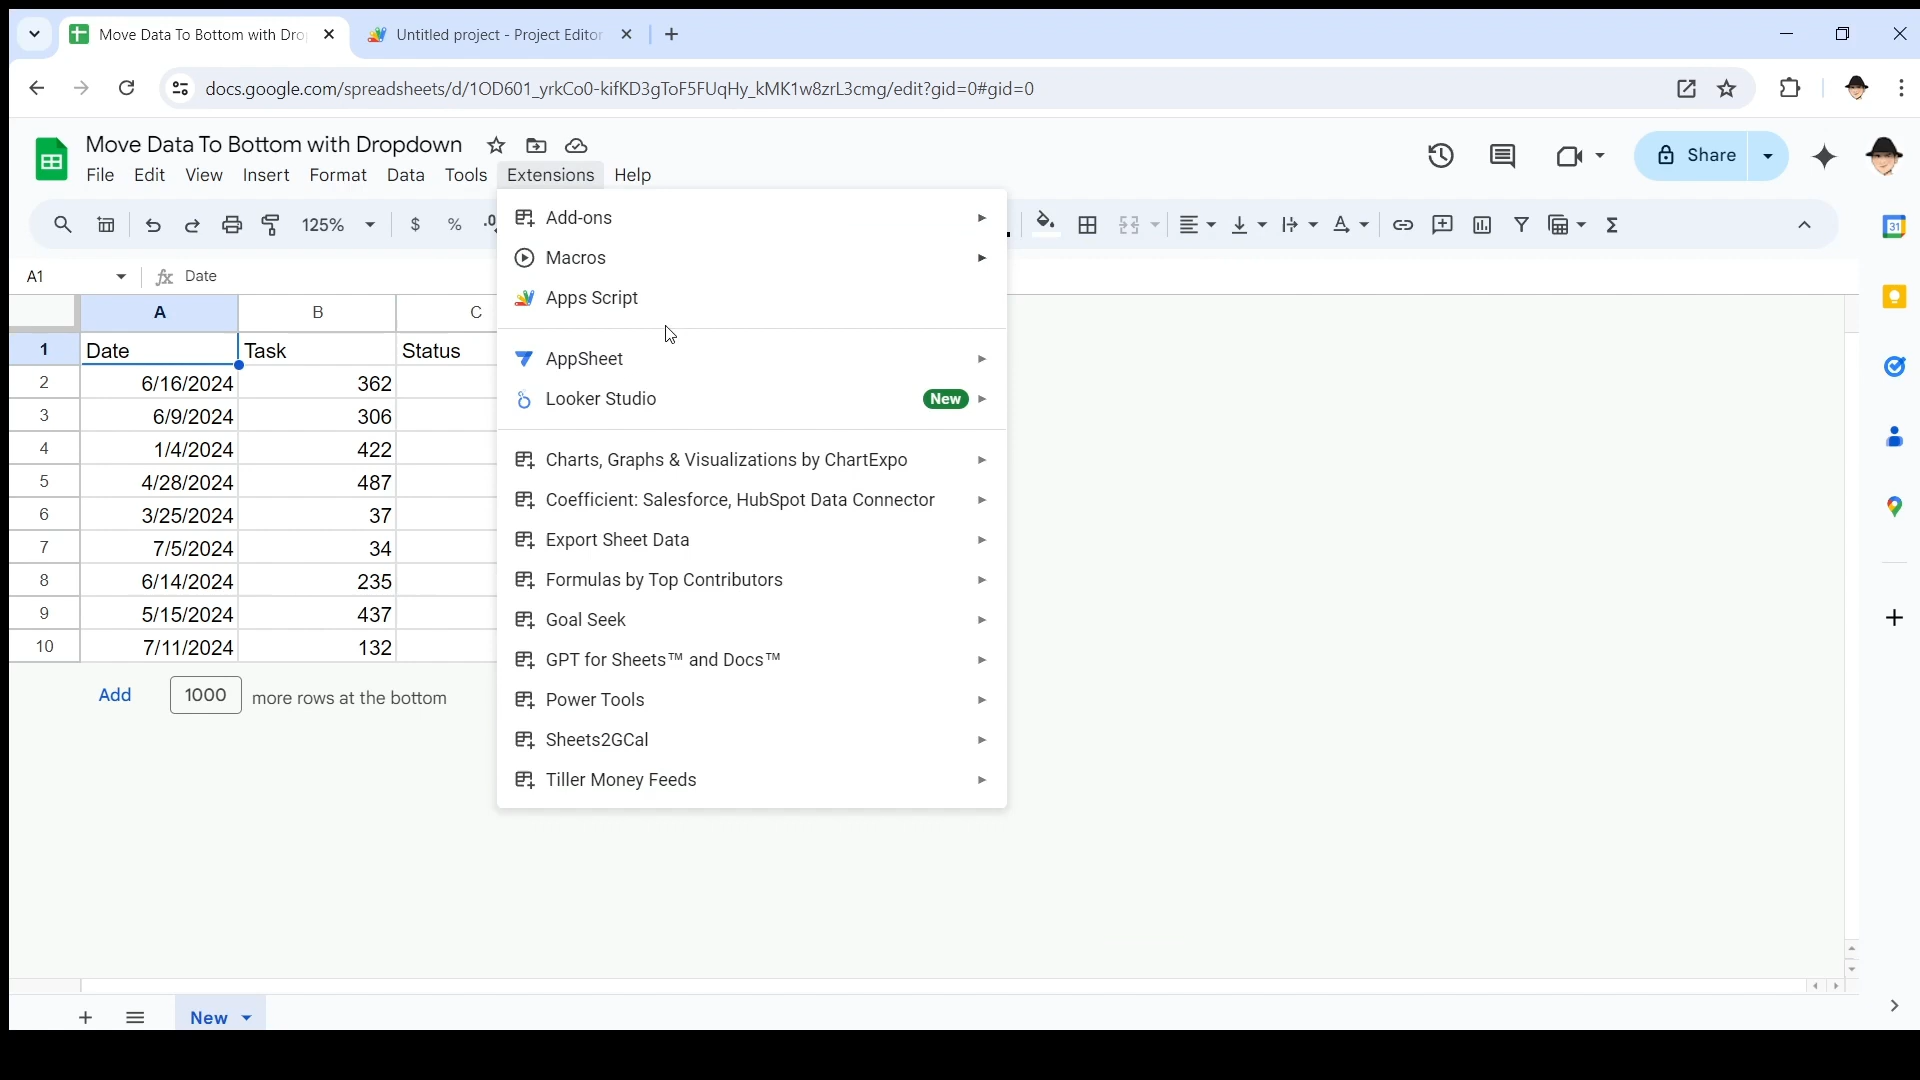 Move Data To Bottom with Dro
Untitled project - Project Editor
docs.google.com/spreadsheets/d/1OD601_yrkCo0-kifKD3gToF5FUqHy_kMK1w8zrL3cmg/edit?gid=0#gid=0
Move Data To Bottom with Dropdown
Share
File Edit View Insert Format Data Tools Extensions Help
125% $ % .0
A1 fx Date
Add-ons
Macros
Apps Script
AppSheet
Looker Studio New
Charts, Graphs & Visualizations by ChartExpo
Coefficient: Salesforce, HubSpot Data Connector
Export Sheet Data
Formulas by Top Contributors
Goal Seek
GPT for Sheets™ and Docs™
Power Tools
Sheets2GCal
Tiller Money Feeds
A B C
1 Date Task Status
2 6/16/2024 362
3 6/9/2024 306
4 1/4/2024 422
5 4/28/2024 487
6 3/25/2024 37
7 7/5/2024 34
8 6/14/2024 235
9 5/15/2024 437
10 7/11/2024 132
Add 1000 more rows at the bottom
New
31